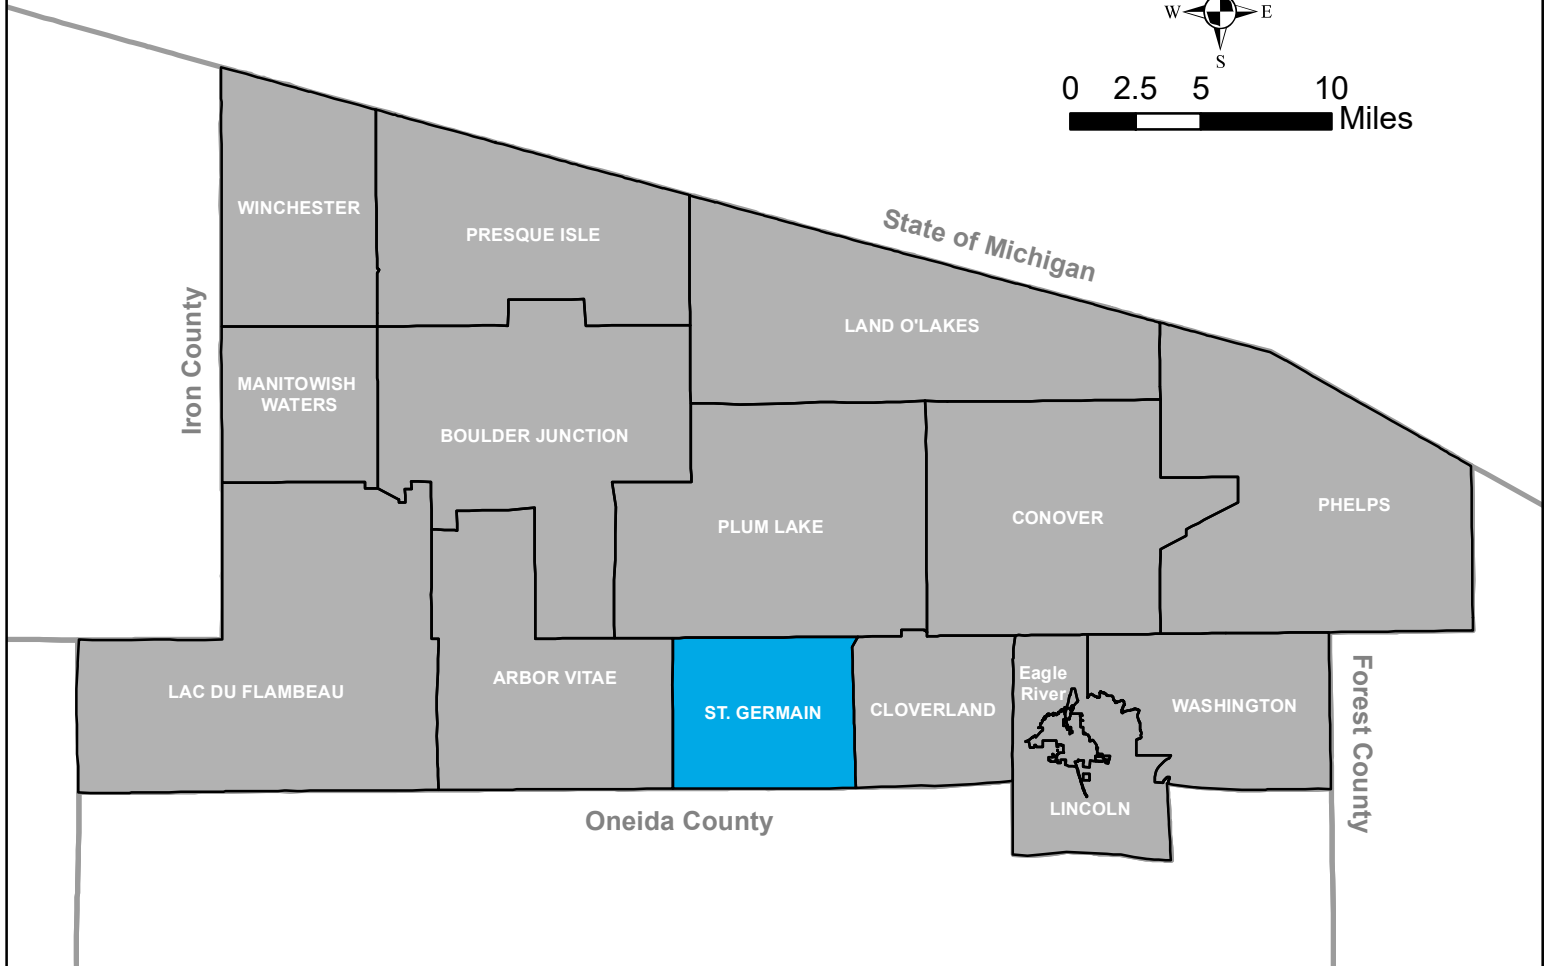 W E
S
0 2.5 5 10
Miles
State of Michigan
WINCHESTER
PRESQUE ISLE
LAND O'LAKES
Iron County
MANITOWISH
WATERS
BOULDER JUNCTION
PLUM LAKE
CONOVER
PHELPS
LAC DU FLAMBEAU
ARBOR VITAE
ST. GERMAIN
CLOVERLAND
Eagle
River
WASHINGTON
Forest County
LINCOLN
Oneida County